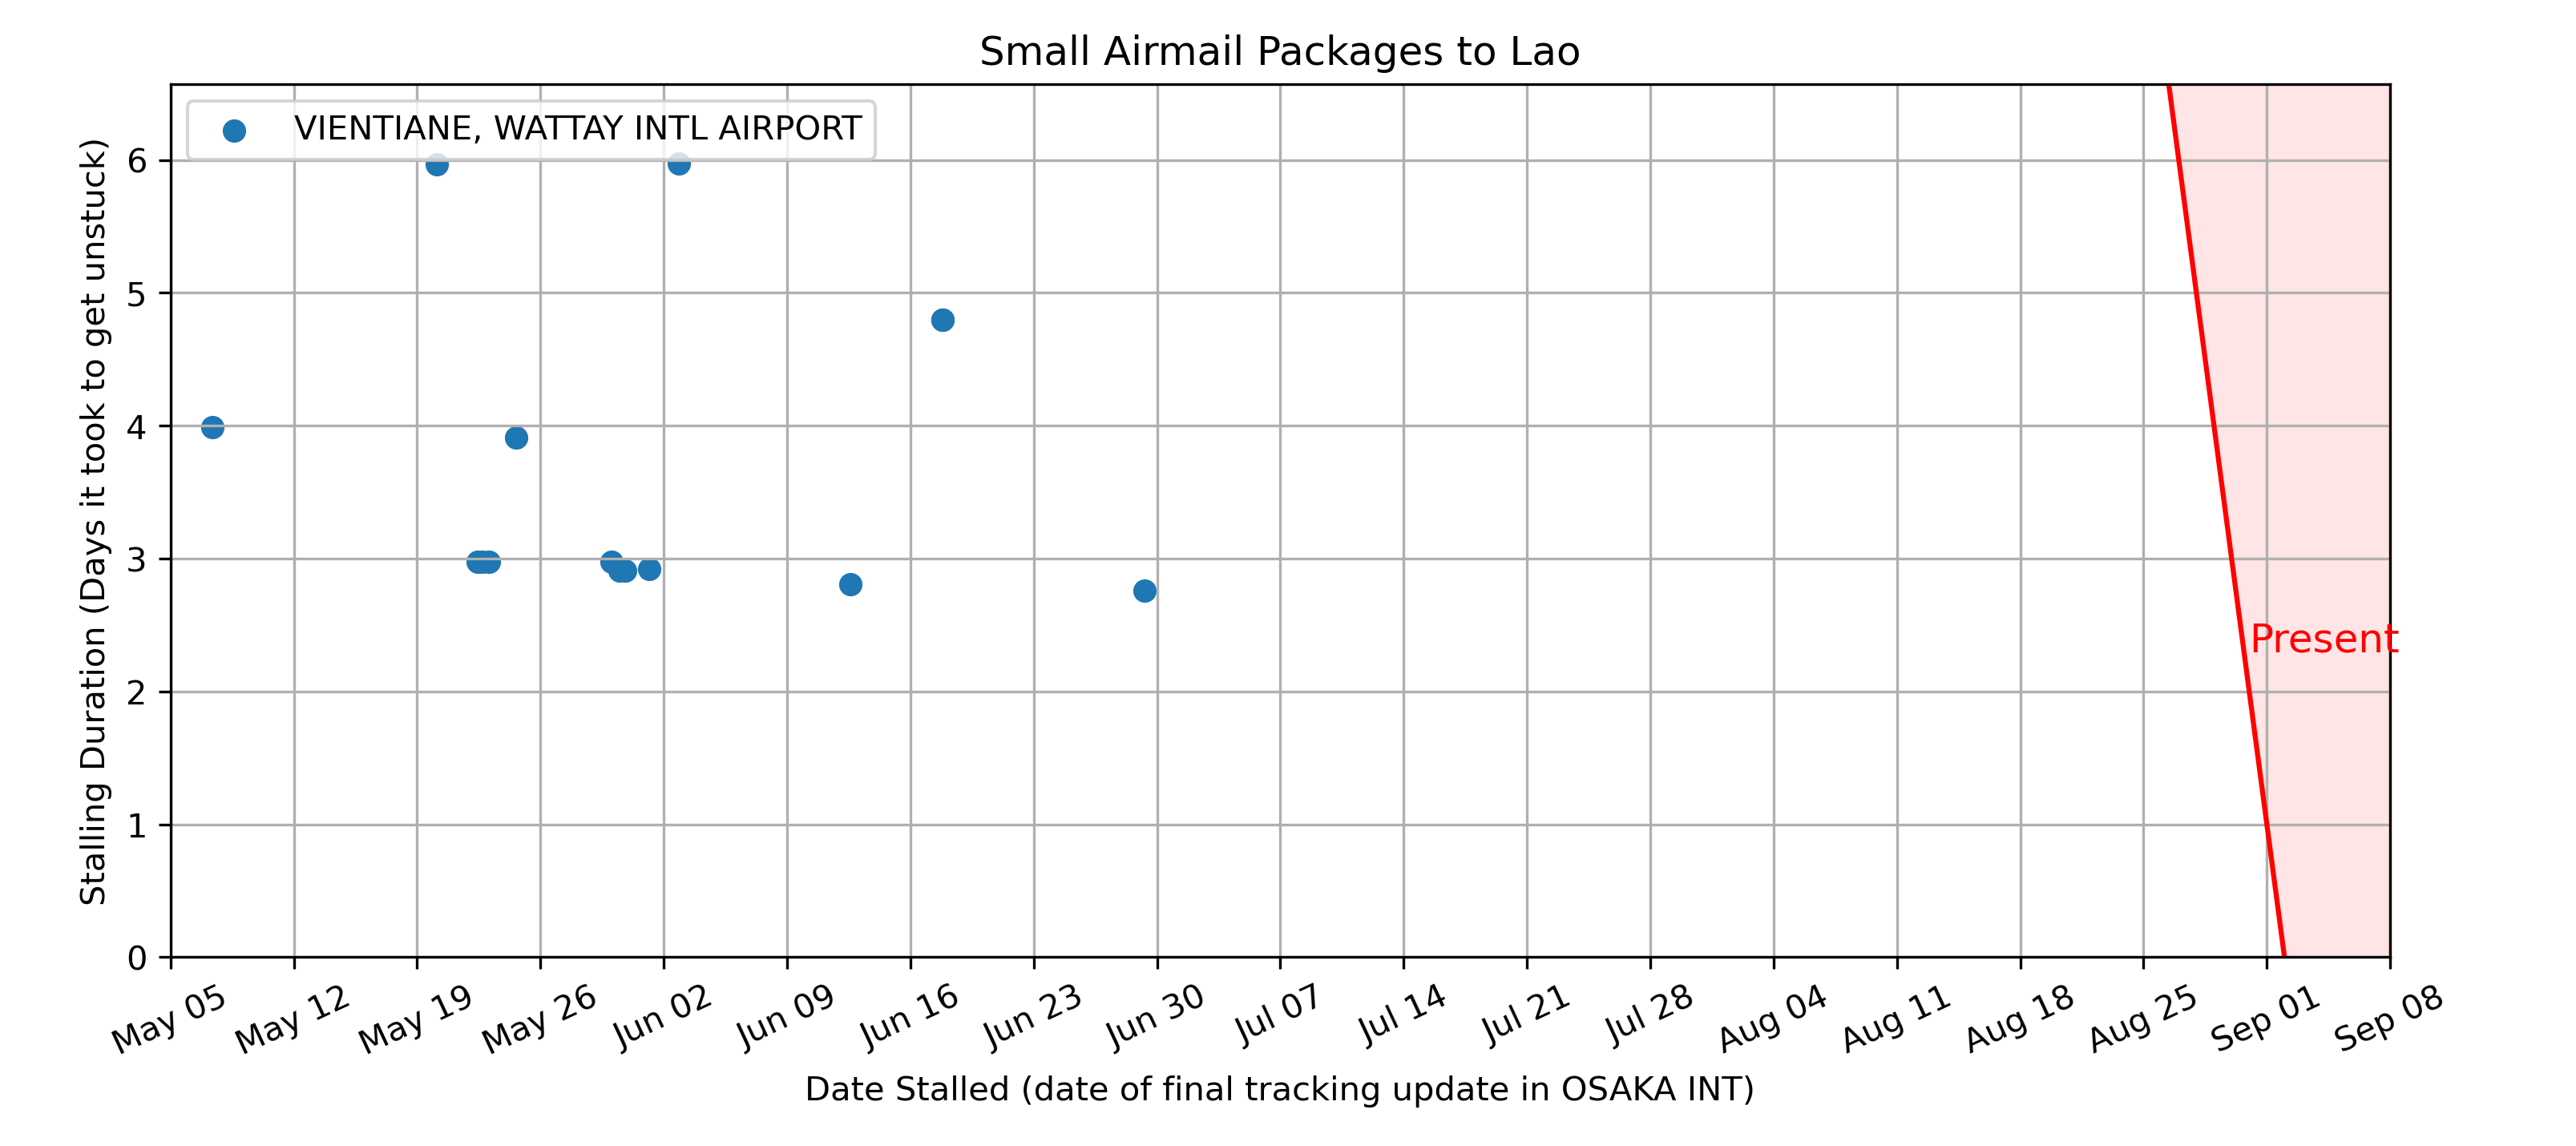 Small Airmail Packages to Lao
VIENTIANE, WATTAY INTL AIRPORT
Stalling Duration (Days it took to get unstuck)
6
5
4
3
2
1
0
Present
May 05 May 12 May 19 May 26 Jun 02 Jun 09 Jun 16 Jun 23 Jun 30 Jul 07 Jul 14 Jul 21 Jul 28 Aug 04 Aug 11 Aug 18 Aug 25 Sep 01 Sep 08
Date Stalled (date of final tracking update in OSAKA INT)